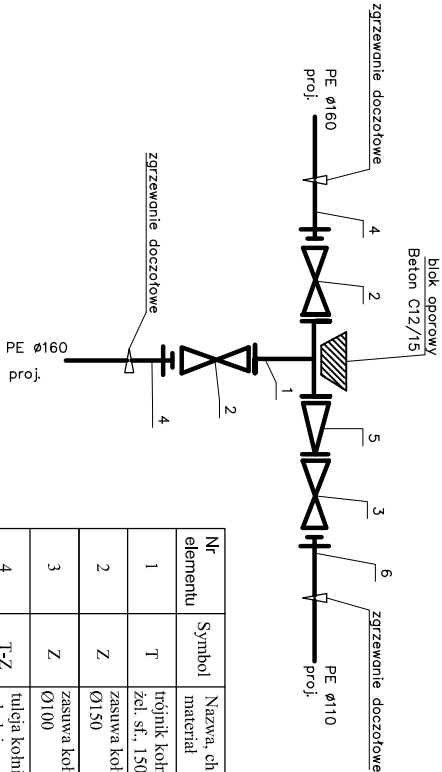 zgrzewanie doczołowe
PE ø160
proj.
4
2
blok oporowy
Beton C12/15
5
3
6
zgrzewanie doczołowe
PE ø110
proj.
1
2
4
zgrzewanie doczołowe
PE ø160
proj.
Nr
elementu
Symbol
Nazwa, ch
materiał
1
T
trójnik kołn
żel. sf., 150
2
Z
zasuwa koł
Ø150
3
Z
zasuwa koł
Ø100
4
T-Z
tuleja kołni